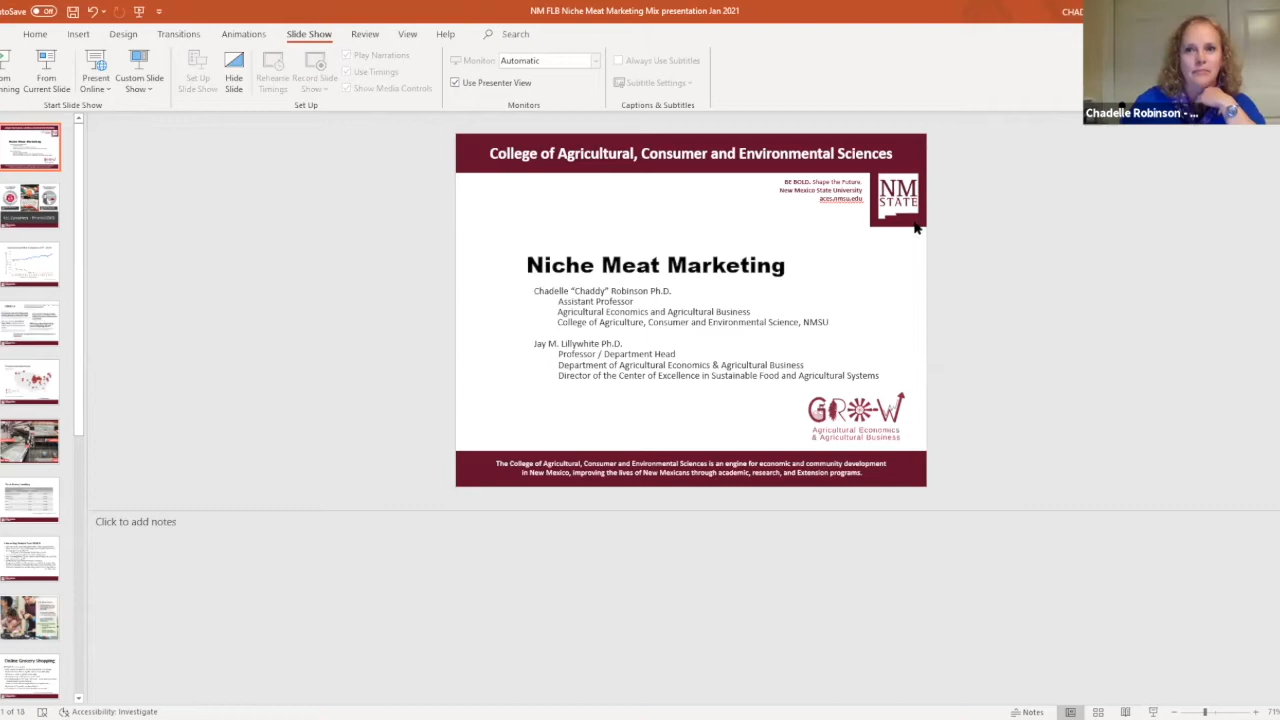 AutoSave Off
NM FLB Niche Meat Marketing Mix presentation Jan 2021
CHAD
Home Insert Design Transitions Animations Slide Show Review View Help Search
From
Current Slide
Present
Online
Custom Slide
Show
Set Up
Slide Show
Hide
Slide
Rehearse
Timings
Record Slide
Show
Play Narrations
Use Timings
Show Media Controls
Monitor: Automatic
Use Presenter View
Always Use Subtitles
Subtitle Settings
Start Slide Show
Set Up
Monitors
Captions & Subtitles
Chadelle Robinson - ...
College of Agricultural, Consumer and Environmental Sciences
BE BOLD. Shape the Future.
New Mexico State University
aces.nmsu.edu
NM
STATE
Niche Meat Marketing
Chadelle "Chaddy" Robinson Ph.D.
Assistant Professor
Agricultural Economics and Agricultural Business
College of Agriculture, Consumer and Environmental Science, NMSU
Jay M. Lillywhite Ph.D.
Professor / Department Head
Department of Agricultural Economics & Agricultural Business
Director of the Center of Excellence in Sustainable Food and Agricultural Systems
GROW
Agricultural Economics
& Agricultural Business
The College of Agricultural, Consumer and Environmental Sciences is an engine for economic and community development
in New Mexico, improving the lives of New Mexicans through academic, research, and Extension programs.
Online Grocery Shopping
Click to add notes
1 of 18
Accessibility: Investigate
Notes
71%